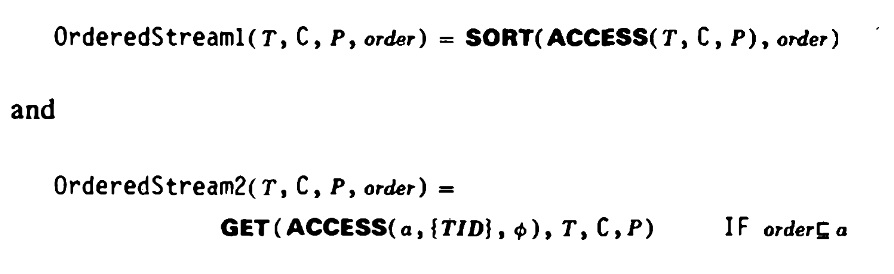 OrderedStream1(T, C, P, order) = SORT(ACCESS(T, C, P), order)
and
OrderedStream2(T, C, P, order) =
GET(ACCESS(a, {TID}, ϕ), T, C, P) IF order ⊑ a